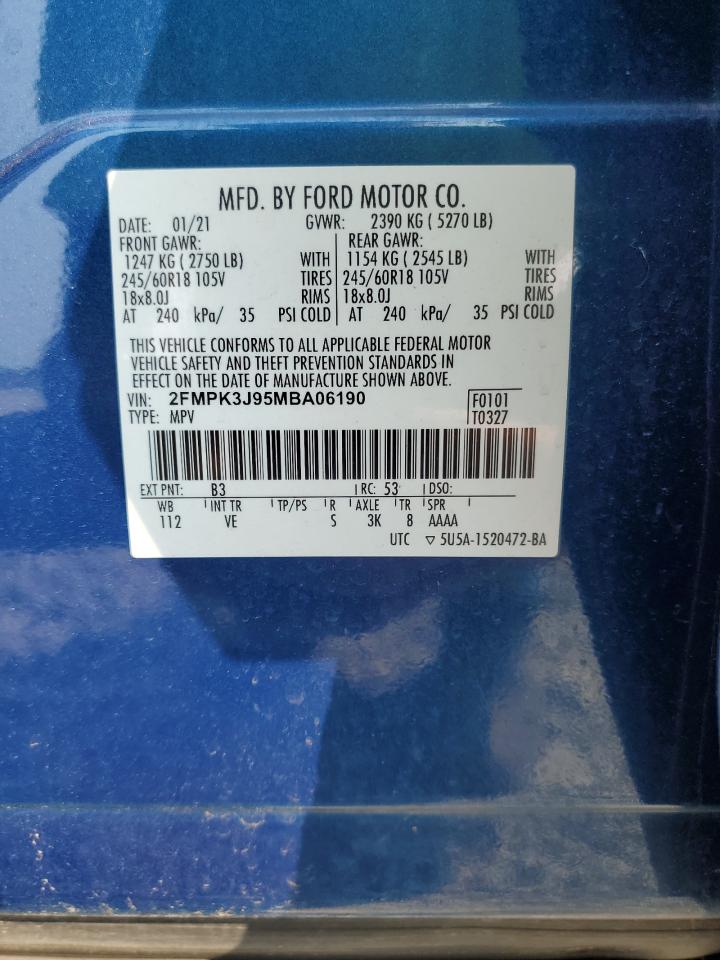 MFD. BY FORD MOTOR CO.
DATE: 01/21 GVWR: 2390 KG ( 5270 LB)
FRONT GAWR: REAR GAWR:
1247 KG ( 2750 LB) WITH 1154 KG ( 2545 LB) WITH
245/60R18 105V TIRES 245/60R18 105V TIRES
18x8.0J RIMS 18x8.0J RIMS
AT 240 kPa/ 35 PSI COLD AT 240 kPa/ 35 PSI COLD
THIS VEHICLE CONFORMS TO ALL APPLICABLE FEDERAL MOTOR
VEHICLE SAFETY AND THEFT PREVENTION STANDARDS IN
EFFECT ON THE DATE OF MANUFACTURE SHOWN ABOVE.
VIN: 2FMPK3J95MBA06190 F0101
TYPE: MPV T0327
EXT PNT: B3 RC: 53 DSO:
WB INT TR TP/PS R AXLE TR SPR
112 VE S 3K 8 AAAA
UTC ▽ 5U5A-1520472-BA